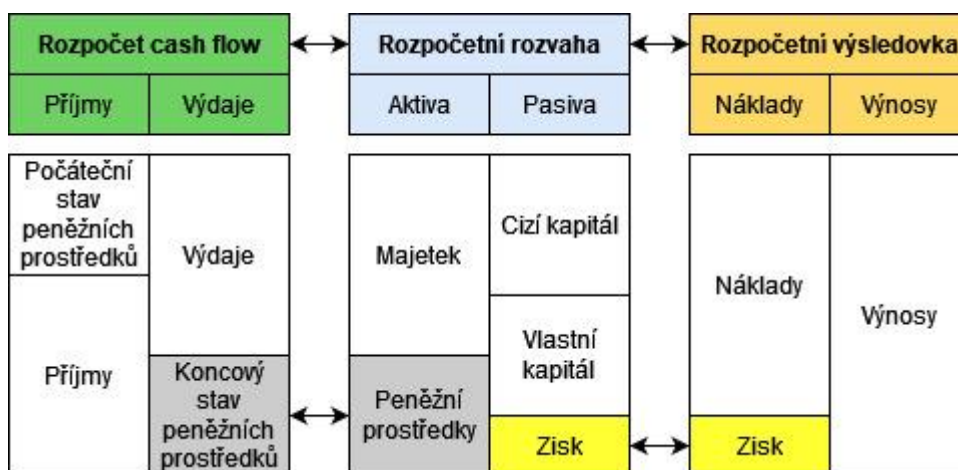 Rozpočet cash flow
Rozpočetní rozvaha
Rozpočetní výsledovka
Příjmy
Výdaje
Aktiva
Pasiva
Náklady
Výnosy
Počáteční
stav
peněžních
prostředků
Příjmy
Výdaje
Koncový
stav
peněžních
prostředků
Majetek
Peněžní
prostředky
Cizí kapitál
Vlastní
kapitál
Zisk
Náklady
Zisk
Výnosy